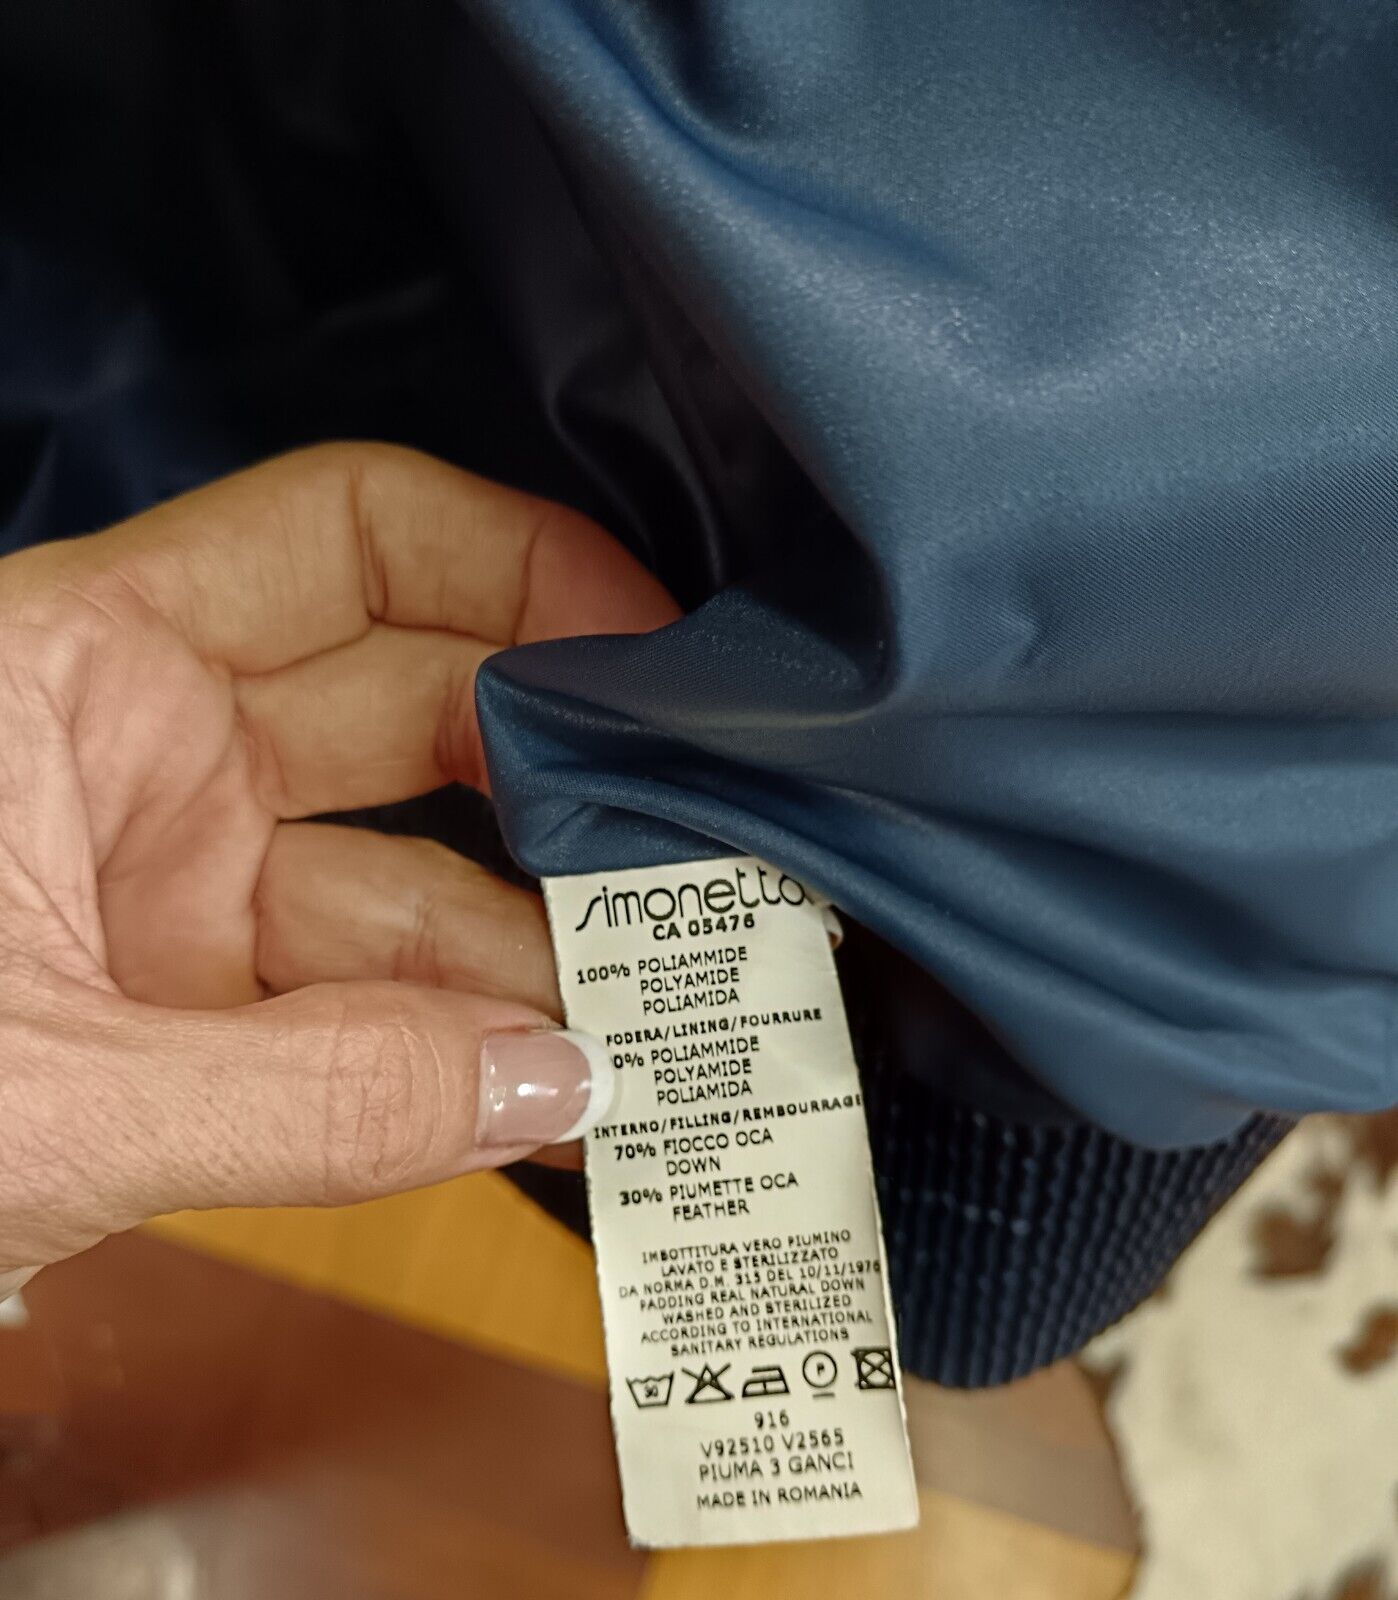 simonetta
CA 05476
100% POLIAMMIDE
POLYAMIDE
POLIAMIDA
FODERA/LINING/FOURRURE
0% POLIAMMIDE
POLYAMIDE
POLIAMIDA
INTERNO/FILLING/REMBOURRAGE
70% FIOCCO OCA
DOWN
30% PIUMETTE OCA
FEATHER
IMBOTTITURA VERO PIUMINO
LAVATO E STERILIZZATO
DA NORMA D.M. 315 DEL 10/11/1976
PADDING REAL NATURAL DOWN
WASHED AND STERILIZED
ACCORDING TO INTERNATIONAL
SANITARY REGULATIONS
30 P
916
V92510 V2565
PIUMA 3 GANCI
MADE IN ROMANIA